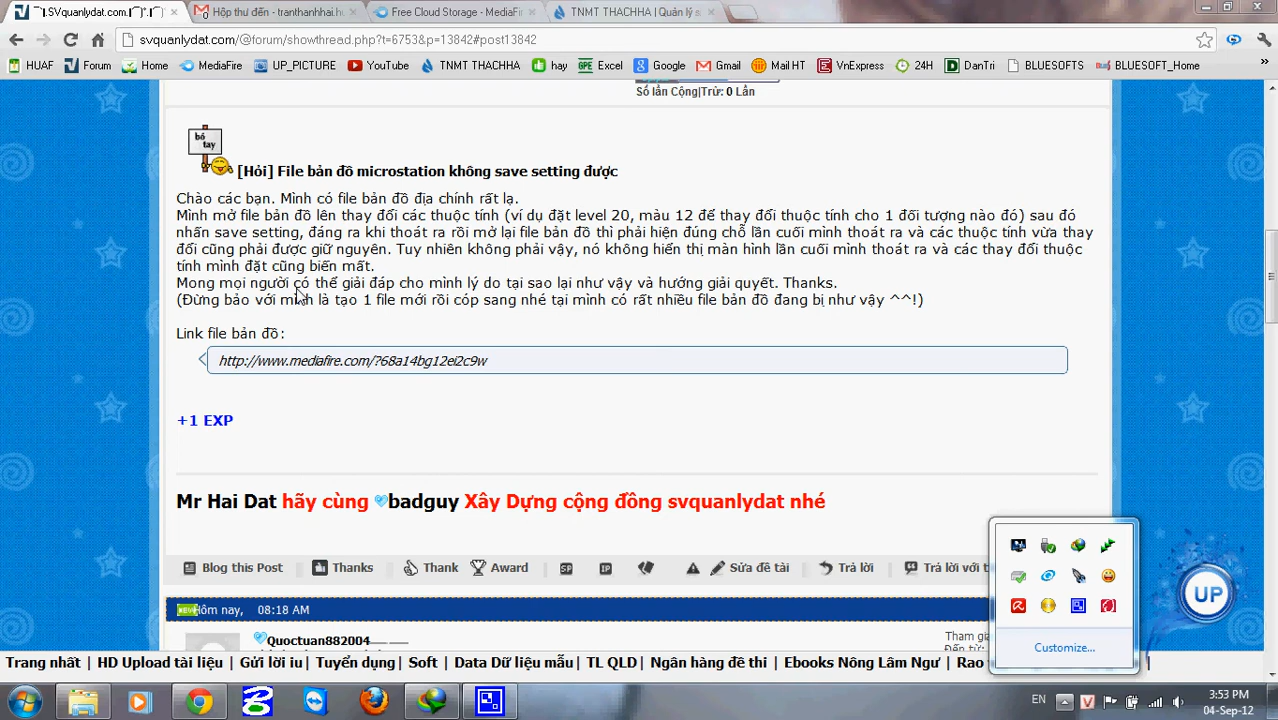 .SVquanlydat.com.
Hộp thư đến - tranthanhhai.h
Free Cloud Storage - MediaFir
TNMT THACHHA | Quản lý s
svquanlydat.com/@forum/showthread.php?t=6753&p=13842#post13842
HUAF
Forum
Home
MediaFire
UP_PICTURE
YouTube
TNMT THACHHA
hay
Excel
Google
Gmail
Mail HT
VnExpress
24H
DanTri
BLUESOFTS
BLUESOFT_Home
Số lần Cộng|Trừ: 0 Lần
bó
tay
[Hỏi] File bản đồ microstation không save setting được
Chào các bạn. Mình có file bản đồ địa chính rất lạ.
Mình mở file bản đồ lên thay đổi các thuộc tính (ví dụ đặt level 20, màu 12 để thay đổi thuộc tính cho 1 đối tượng nào đó) sau đó
nhấn save setting, đáng ra khi thoát ra rồi mở lại file bản đồ thì phải hiện đúng chỗ lần cuối mình thoát ra và các thuộc tính vừa thay
đổi cũng phải được giữ nguyên. Tuy nhiên không phải vậy, nó không hiển thị màn hình lần cuối mình thoát ra và các thay đổi thuộc
tính mình đặt cũng biến mất.
Mong mọi người có thể giải đáp cho mình lý do tại sao lại như vậy và hướng giải quyết. Thanks.
(Đừng bảo với mình là tạo 1 file mới rồi cóp sang nhé tại mình có rất nhiều file bản đồ đang bị như vậy ^^!)
Link file bản đồ:
http://www.mediafire.com/?68a14bg12ei2c9w
+1 EXP
Mr Hai Dat hãy cùng badguy Xây Dựng cộng đồng svquanlydat nhé
Blog this Post
Thanks
Thank
Award
SP
IP
Sửa đề tài
Trả lời
Trả lời với t
UP
Hôm nay, 08:18 AM
Quoctuan882004
Tham gia
Đến từ:
Customize...
Trang nhất | HD Upload tài liệu | Gửi lời iu | Tuyển dụng | Soft | Data Dữ liệu mẫu | TL QLD | Ngân hàng đề thi | Ebooks Nông Lâm Ngư | Rao
EN
3:53 PM
04-Sep-12